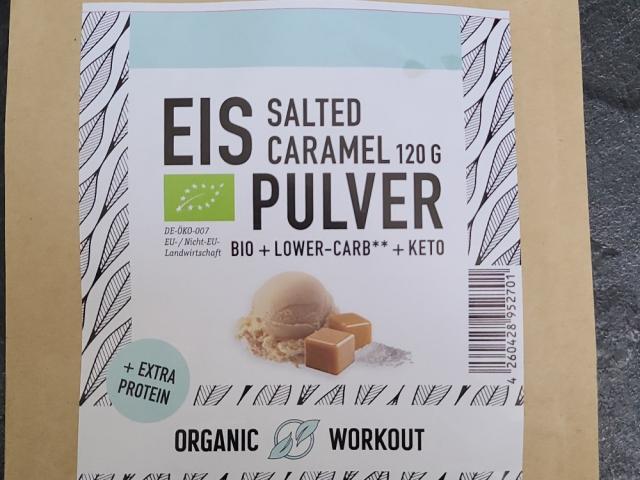 EIS SALTED
CARAMEL 120 G
PULVER
DE-ÖKO-007
EU- / Nicht-EU-
Landwirtschaft
BIO + LOWER-CARB** + KETO
+ EXTRA
PROTEIN
4 260428 952701
ORGANIC WORKOUT